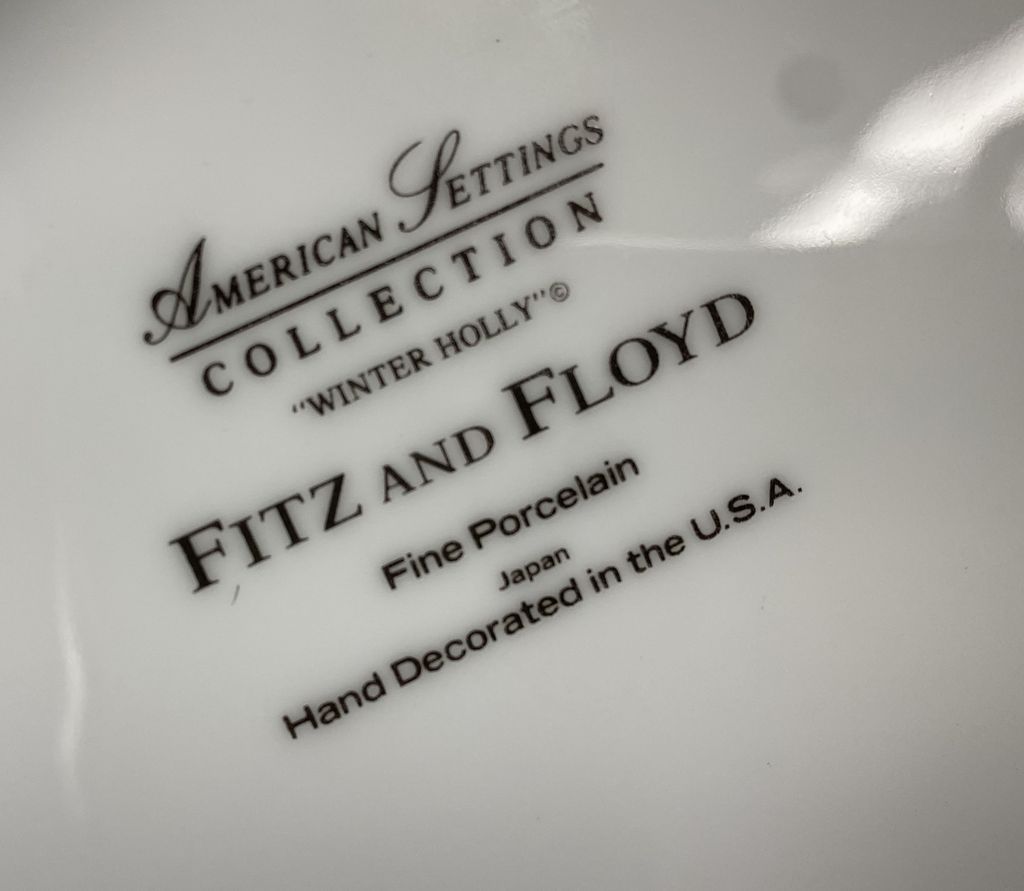 AMERICAN SETTINGS
COLLECTION
"WINTER HOLLY"©
FITZ AND FLOYD
Fine Porcelain
Japan
Hand Decorated in the U.S.A.